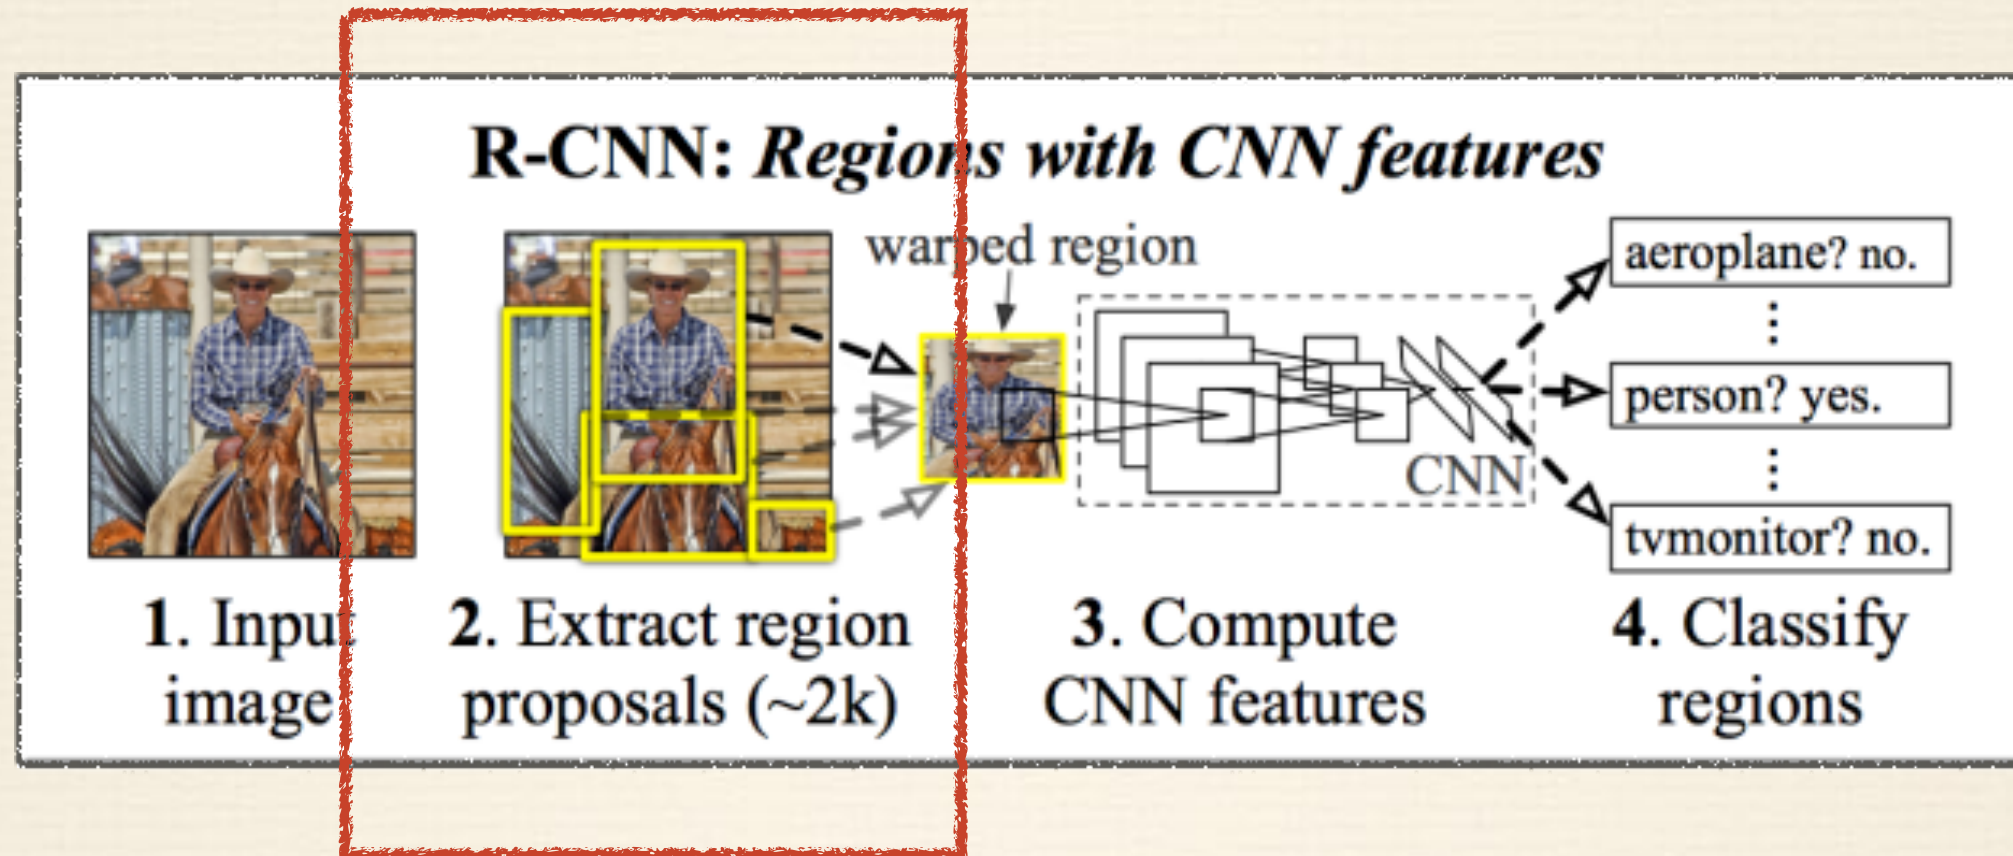 R-CNN: Regions with CNN features
warped region
aeroplane? no.
person? yes.
CNN
tvmonitor? no.
1. Input
image
2. Extract region
proposals (~2k)
3. Compute
CNN features
4. Classify
regions